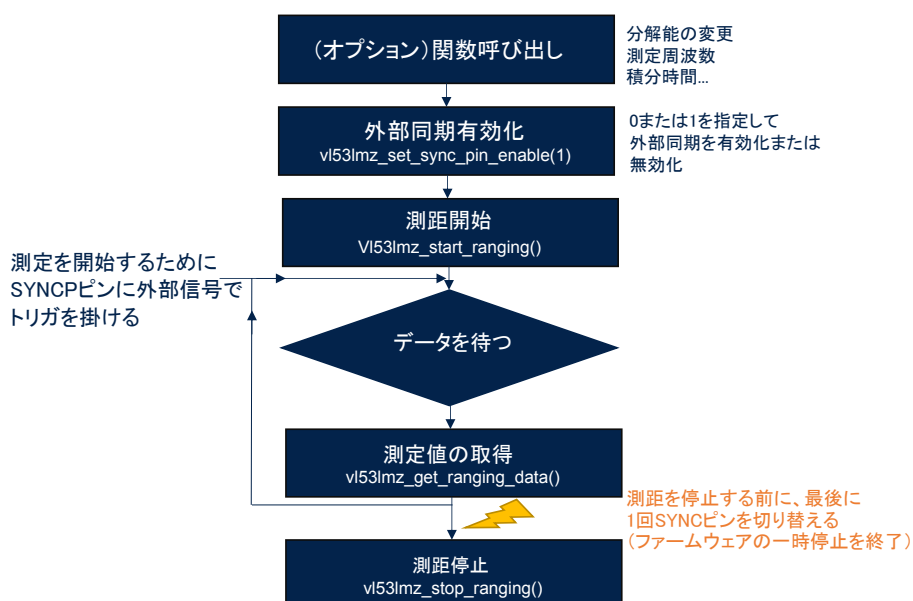 （オプション）関数呼び出し
分解能の変更
測定周波数
積分時間…
外部同期有効化
vl53lmz_set_sync_pin_enable(1)
0または1を指定して
外部同期を有効化または
無効化
測距開始
Vl53lmz_start_ranging()
測定を開始するために
SYNCPピンに外部信号で
トリガを掛ける
データを待つ
測定値の取得
vl53lmz_get_ranging_data()
測距を停止する前に、最後に
1回SYNCピンを切り替える
（ファームウェアの一時停止を終了）
測距停止
vl53lmz_stop_ranging()